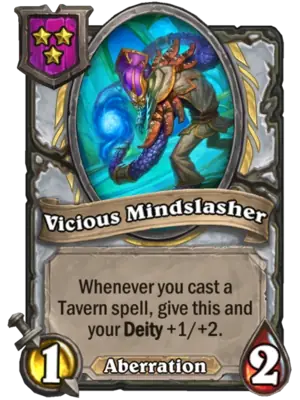 Vicious Mindslasher
Whenever you cast a
Tavern spell, give this and
your Deity +1/+2.
1
Aberration
2